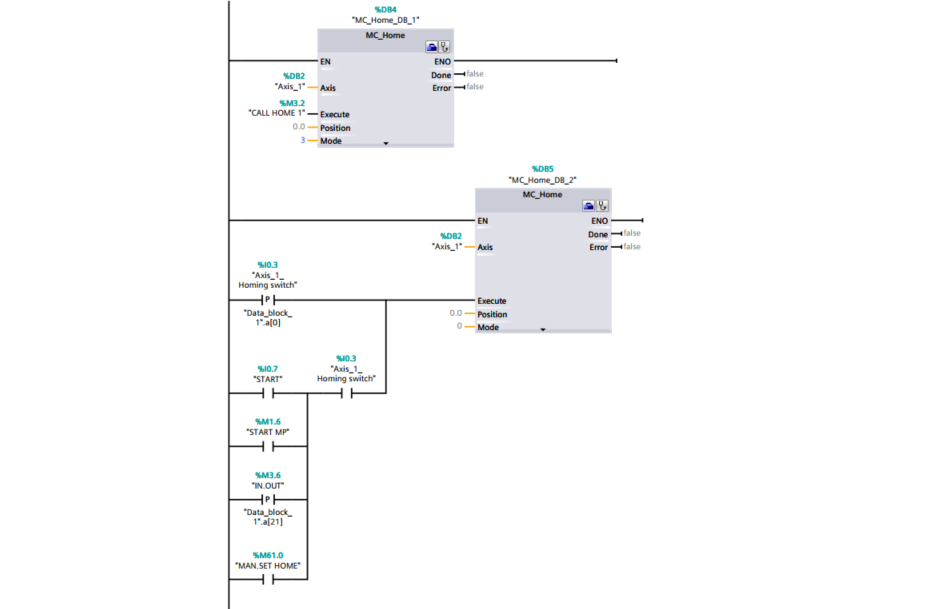 %DB4
"MC_Home_DB_1"
MC_Home
EN
ENO
Done
false
%DB2
"Axis_1"
Axis
Error
false
%M3.2
"CALL HOME 1"
Execute
0.0
Position
3
Mode
%DB5
"MC_Home_DB_2"
MC_Home
EN
ENO
Done
false
%DB2
"Axis_1"
Axis
Error
false
%I0.3
"Axis_1_
Homing switch"
P
"Data_block_
1".a[0]
Execute
0.0
Position
0
Mode
%I0.7
"START"
%I0.3
"Axis_1_
Homing switch"
%M1.6
"START MP"
%M3.6
"IN.OUT"
P
"Data_block_
1".a[21]
%M61.0
"MAN.SET HOME"